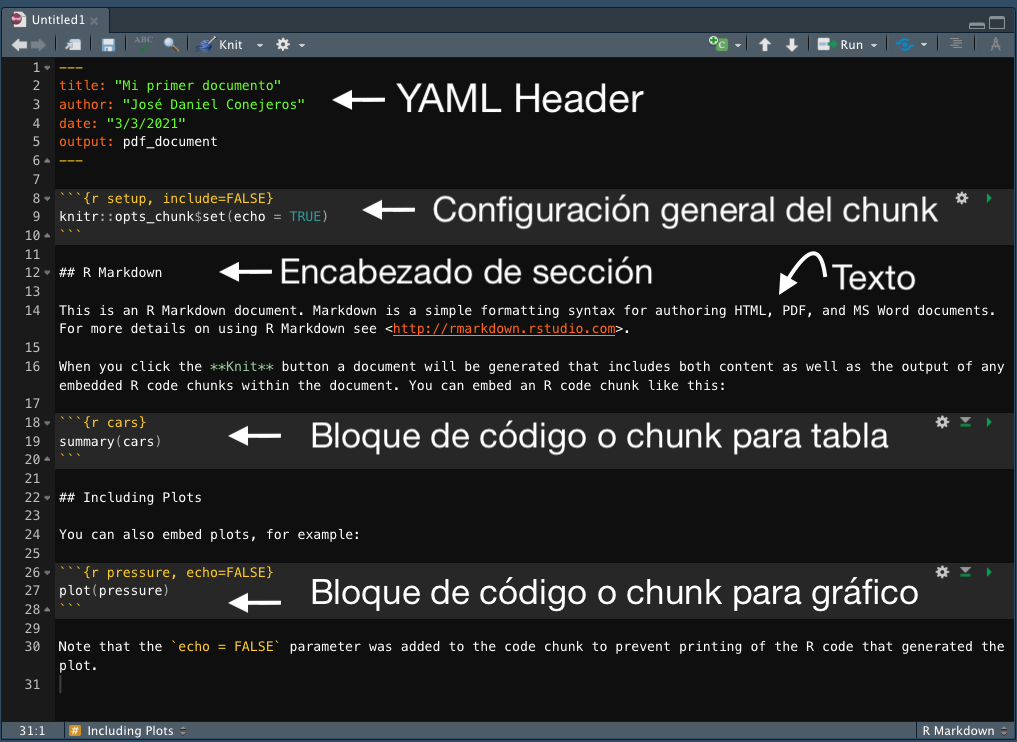 Untitled1
ABC
Knit
Run
1 ---
2 title: "Mi primer documento"
3 author: "José Daniel Conejeros"
YAML Header
4 date: "3/3/2021"
5 output: pdf_document
6 ---
7
8 ```{r setup, include=FALSE}
9 knitr::opts_chunk$set(echo = TRUE)
Configuración general del chunk
10 ```
11
12 ## R Markdown
Encabezado de sección
Texto
13
14 This is an R Markdown document. Markdown is a simple formatting syntax for authoring HTML, PDF, and MS Word documents.
For more details on using R Markdown see <http://rmarkdown.rstudio.com>.
15
16 When you click the **Knit** button a document will be generated that includes both content as well as the output of any
embedded R code chunks within the document. You can embed an R code chunk like this:
17
18 ```{r cars}
19 summary(cars)
Bloque de código o chunk para tabla
20 ```
21
22 ## Including Plots
23
24 You can also embed plots, for example:
25
26 ```{r pressure, echo=FALSE}
27 plot(pressure)
Bloque de código o chunk para gráfico
28 ```
29
30 Note that the `echo = FALSE` parameter was added to the code chunk to prevent printing of the R code that generated the
plot.
31
31:1 # Including Plots R Markdown